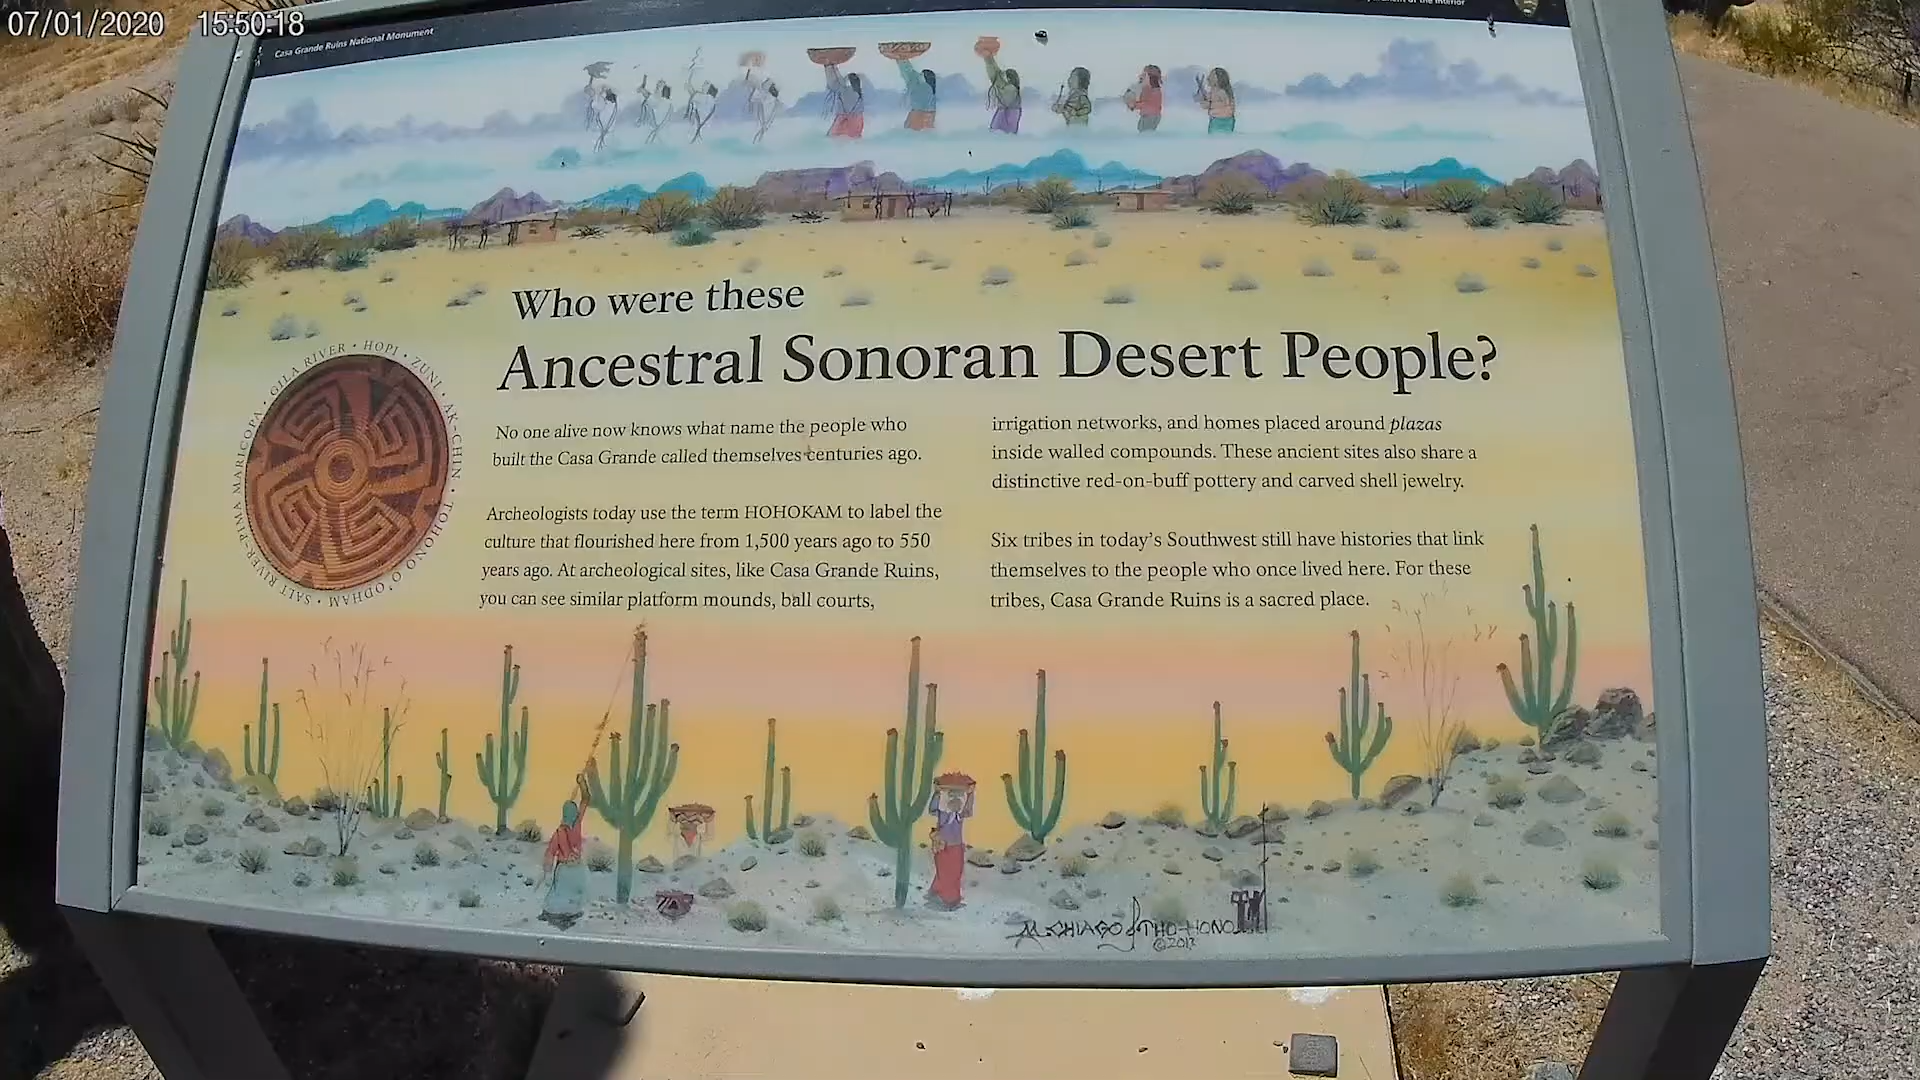 07/01/2020 15:50:18
Casa Grande Ruins National Monument
of the Interior
Who were these
Ancestral Sonoran Desert People?
GILA RIVER • HOPI • ZUNI • AK-CHIN • TOHONO O'ODHAM • SALT RIVER-PIMA MARICOPA •
No one alive now knows what name the people who
built the Casa Grande called themselves centuries ago.
Archeologists today use the term HOHOKAM to label the
culture that flourished here from 1,500 years ago to 550
years ago. At archeological sites, like Casa Grande Ruins,
you can see similar platform mounds, ball courts,
irrigation networks, and homes placed around plazas
inside walled compounds. These ancient sites also share a
distinctive red-on-buff pottery and carved shell jewelry.
Six tribes in today's Southwest still have histories that link
themselves to the people who once lived here. For these
tribes, Casa Grande Ruins is a sacred place.
M. CHIAGO
©2013